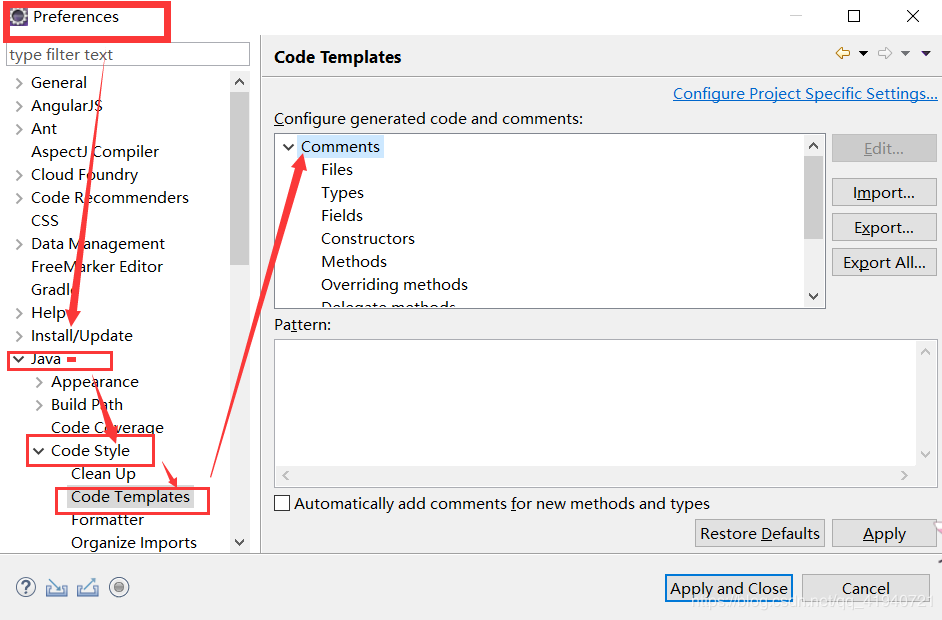 Preferences
type filter text
General
AngularJS
Ant
AspectJ Compiler
Cloud Foundry
Code Recommenders
CSS
Data Management
FreeMarker Editor
Gradle
Help
Install/Update
Java
Appearance
Build Path
Code Coverage
Code Style
Clean Up
Code Templates
Formatter
Organize Imports
Code Templates
Configure Project Specific Settings...
Configure generated code and comments:
Comments
Files
Types
Fields
Constructors
Methods
Overriding methods
Delegate methods
Edit...
Import...
Export...
Export All...
Pattern:
Automatically add comments for new methods and types
Restore Defaults
Apply
Apply and Close
Cancel
https://blog.csdn.net/qq_41940721